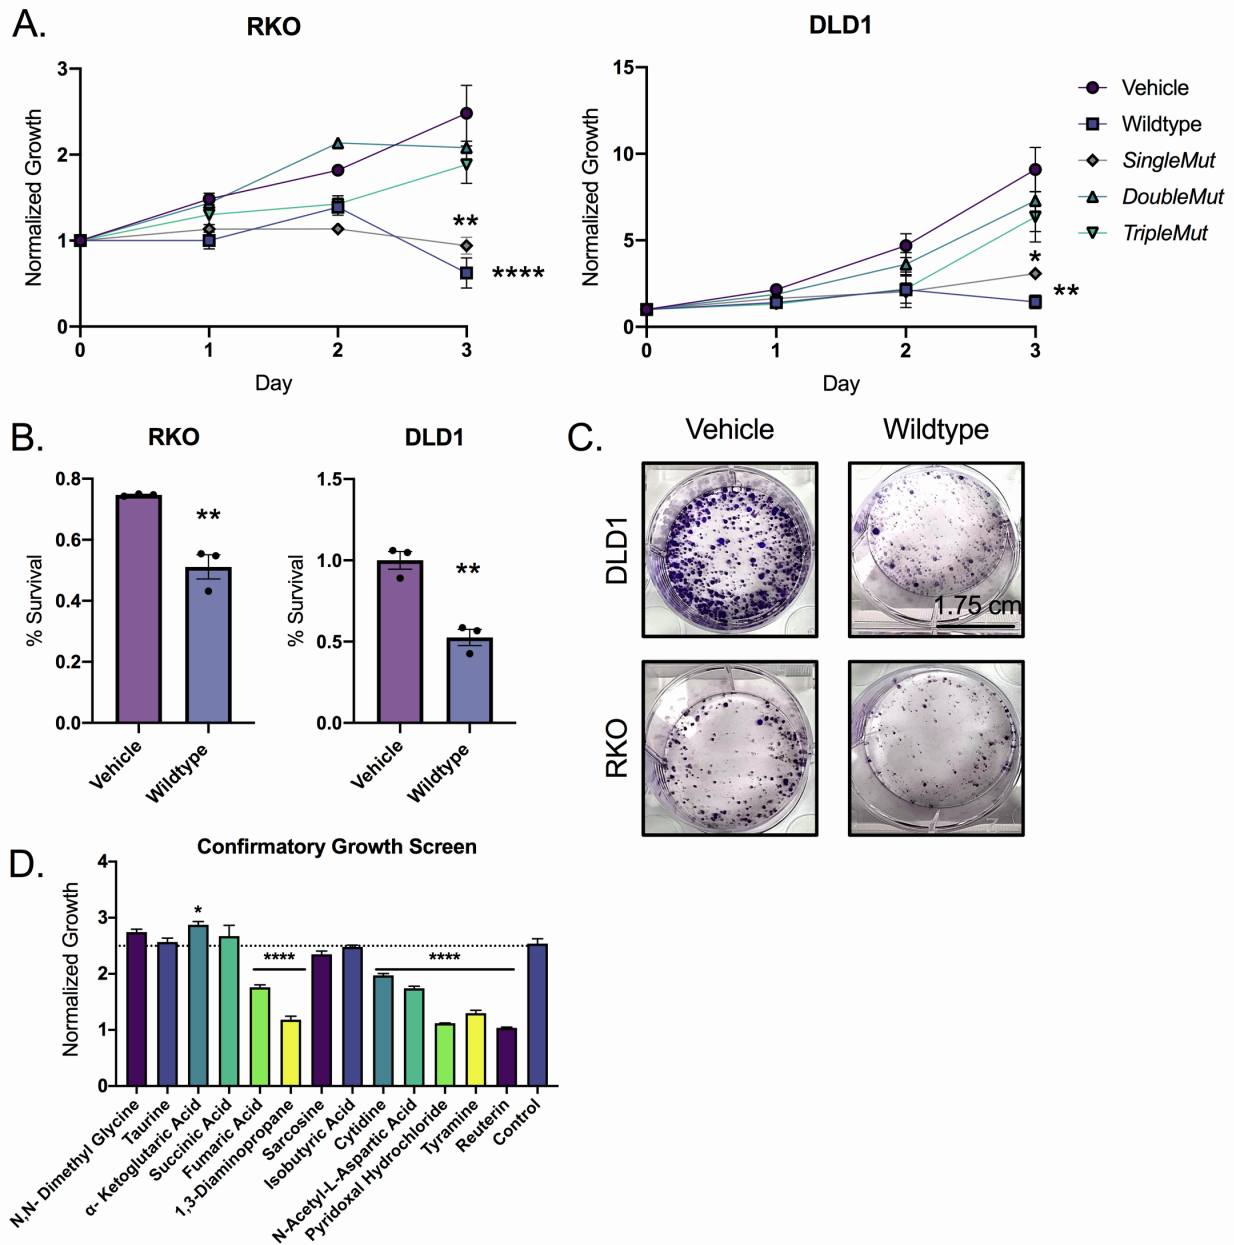 A.
RKO
DLD1
3
2
1
0
Normalized Growth
0
1
2
3
Day
**
****
15
10
5
0
Normalized Growth
0
1
2
3
Day
*
**
Vehicle
Wildtype
SingleMut
DoubleMut
TripleMut
B.
RKO
DLD1
0.8
0.6
0.4
0.2
0.0
% Survival
**
Vehicle
Wildtype
1.5
1.0
0.5
0.0
% Survival
**
Vehicle
Wildtype
C.
Vehicle
Wildtype
DLD1
1.75 cm
RKO
D.
Confirmatory Growth Screen
4
3
2
1
0
Normalized Growth
*
****
****
N,N- Dimethyl Glycine
Taurine
α- Ketoglutaric Acid
Succinic Acid
Fumaric Acid
1,3-Diaminopropane
Sarcosine
Isobutyric Acid
Cytidine
N-Acetyl-L-Aspartic Acid
Pyridoxal Hydrochloride
Tyramine
Reuterin
Control